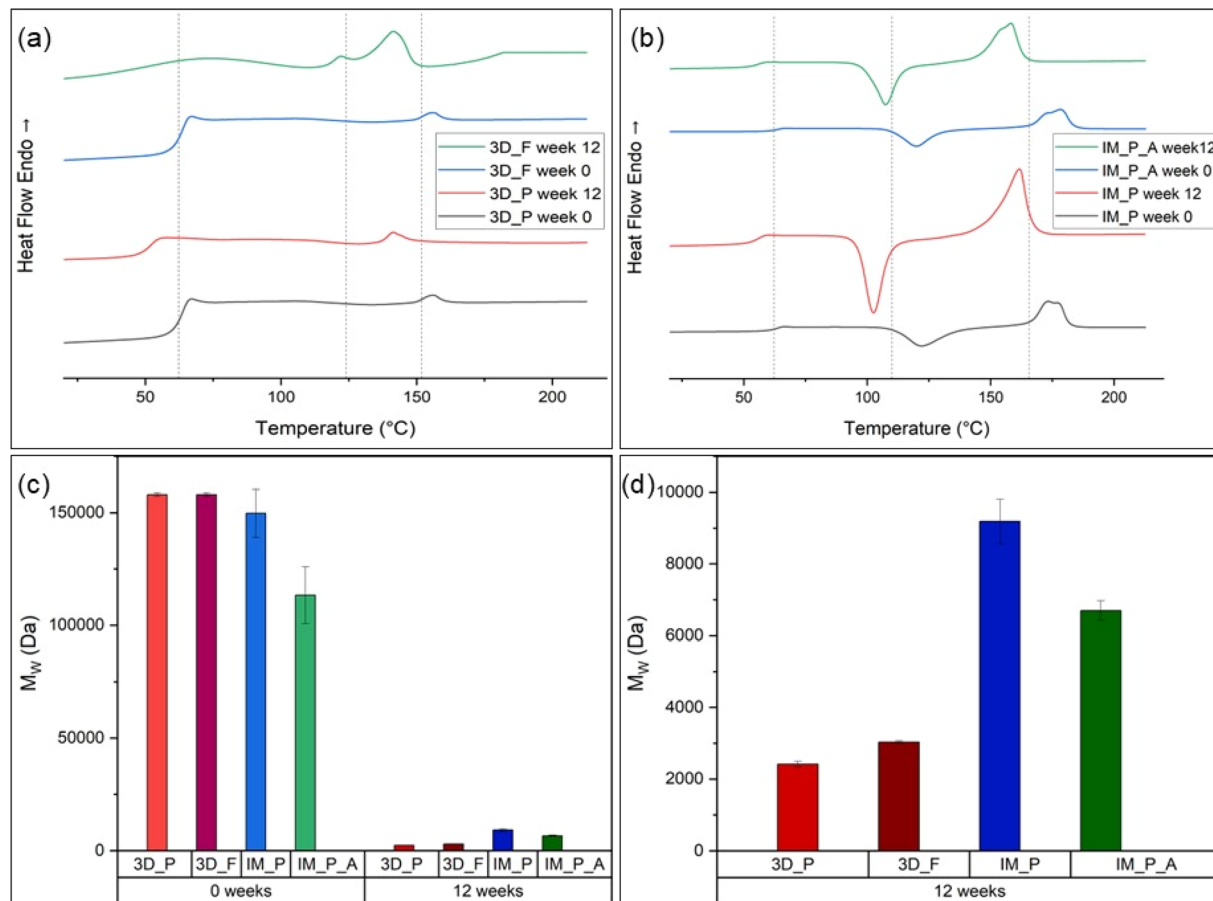 (a)
Heat Flow Endo →
3D_F week 12
3D_F week 0
3D_P week 12
3D_P week 0
50
100
150
200
Temperature (°C)
(b)
Heat Flow Endo →
IM_P_A week12
IM_P_A week 0
IM_P week 12
IM_P week 0
50
100
150
200
Temperature (°C)
(c)
M_W (Da)
150000
100000
50000
0
3D_P 3D_F IM_P IM_P_A 3D_P 3D_F IM_P IM_P_A
0 weeks 12 weeks
(d)
M_W (Da)
10000
8000
6000
4000
2000
0
3D_P 3D_F IM_P IM_P_A
12 weeks